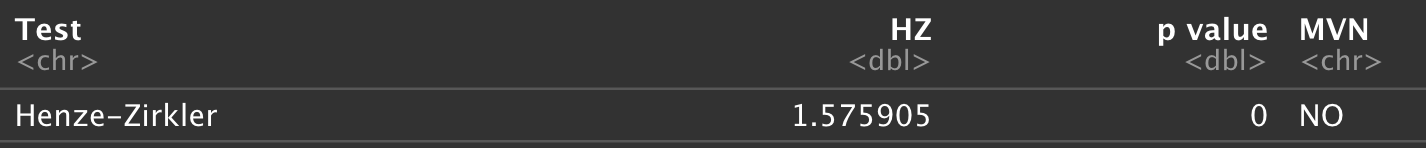 Test HZ p value MVN
<chr> <dbl> <dbl> <chr>
Henze-Zirkler 1.575905 0 NO